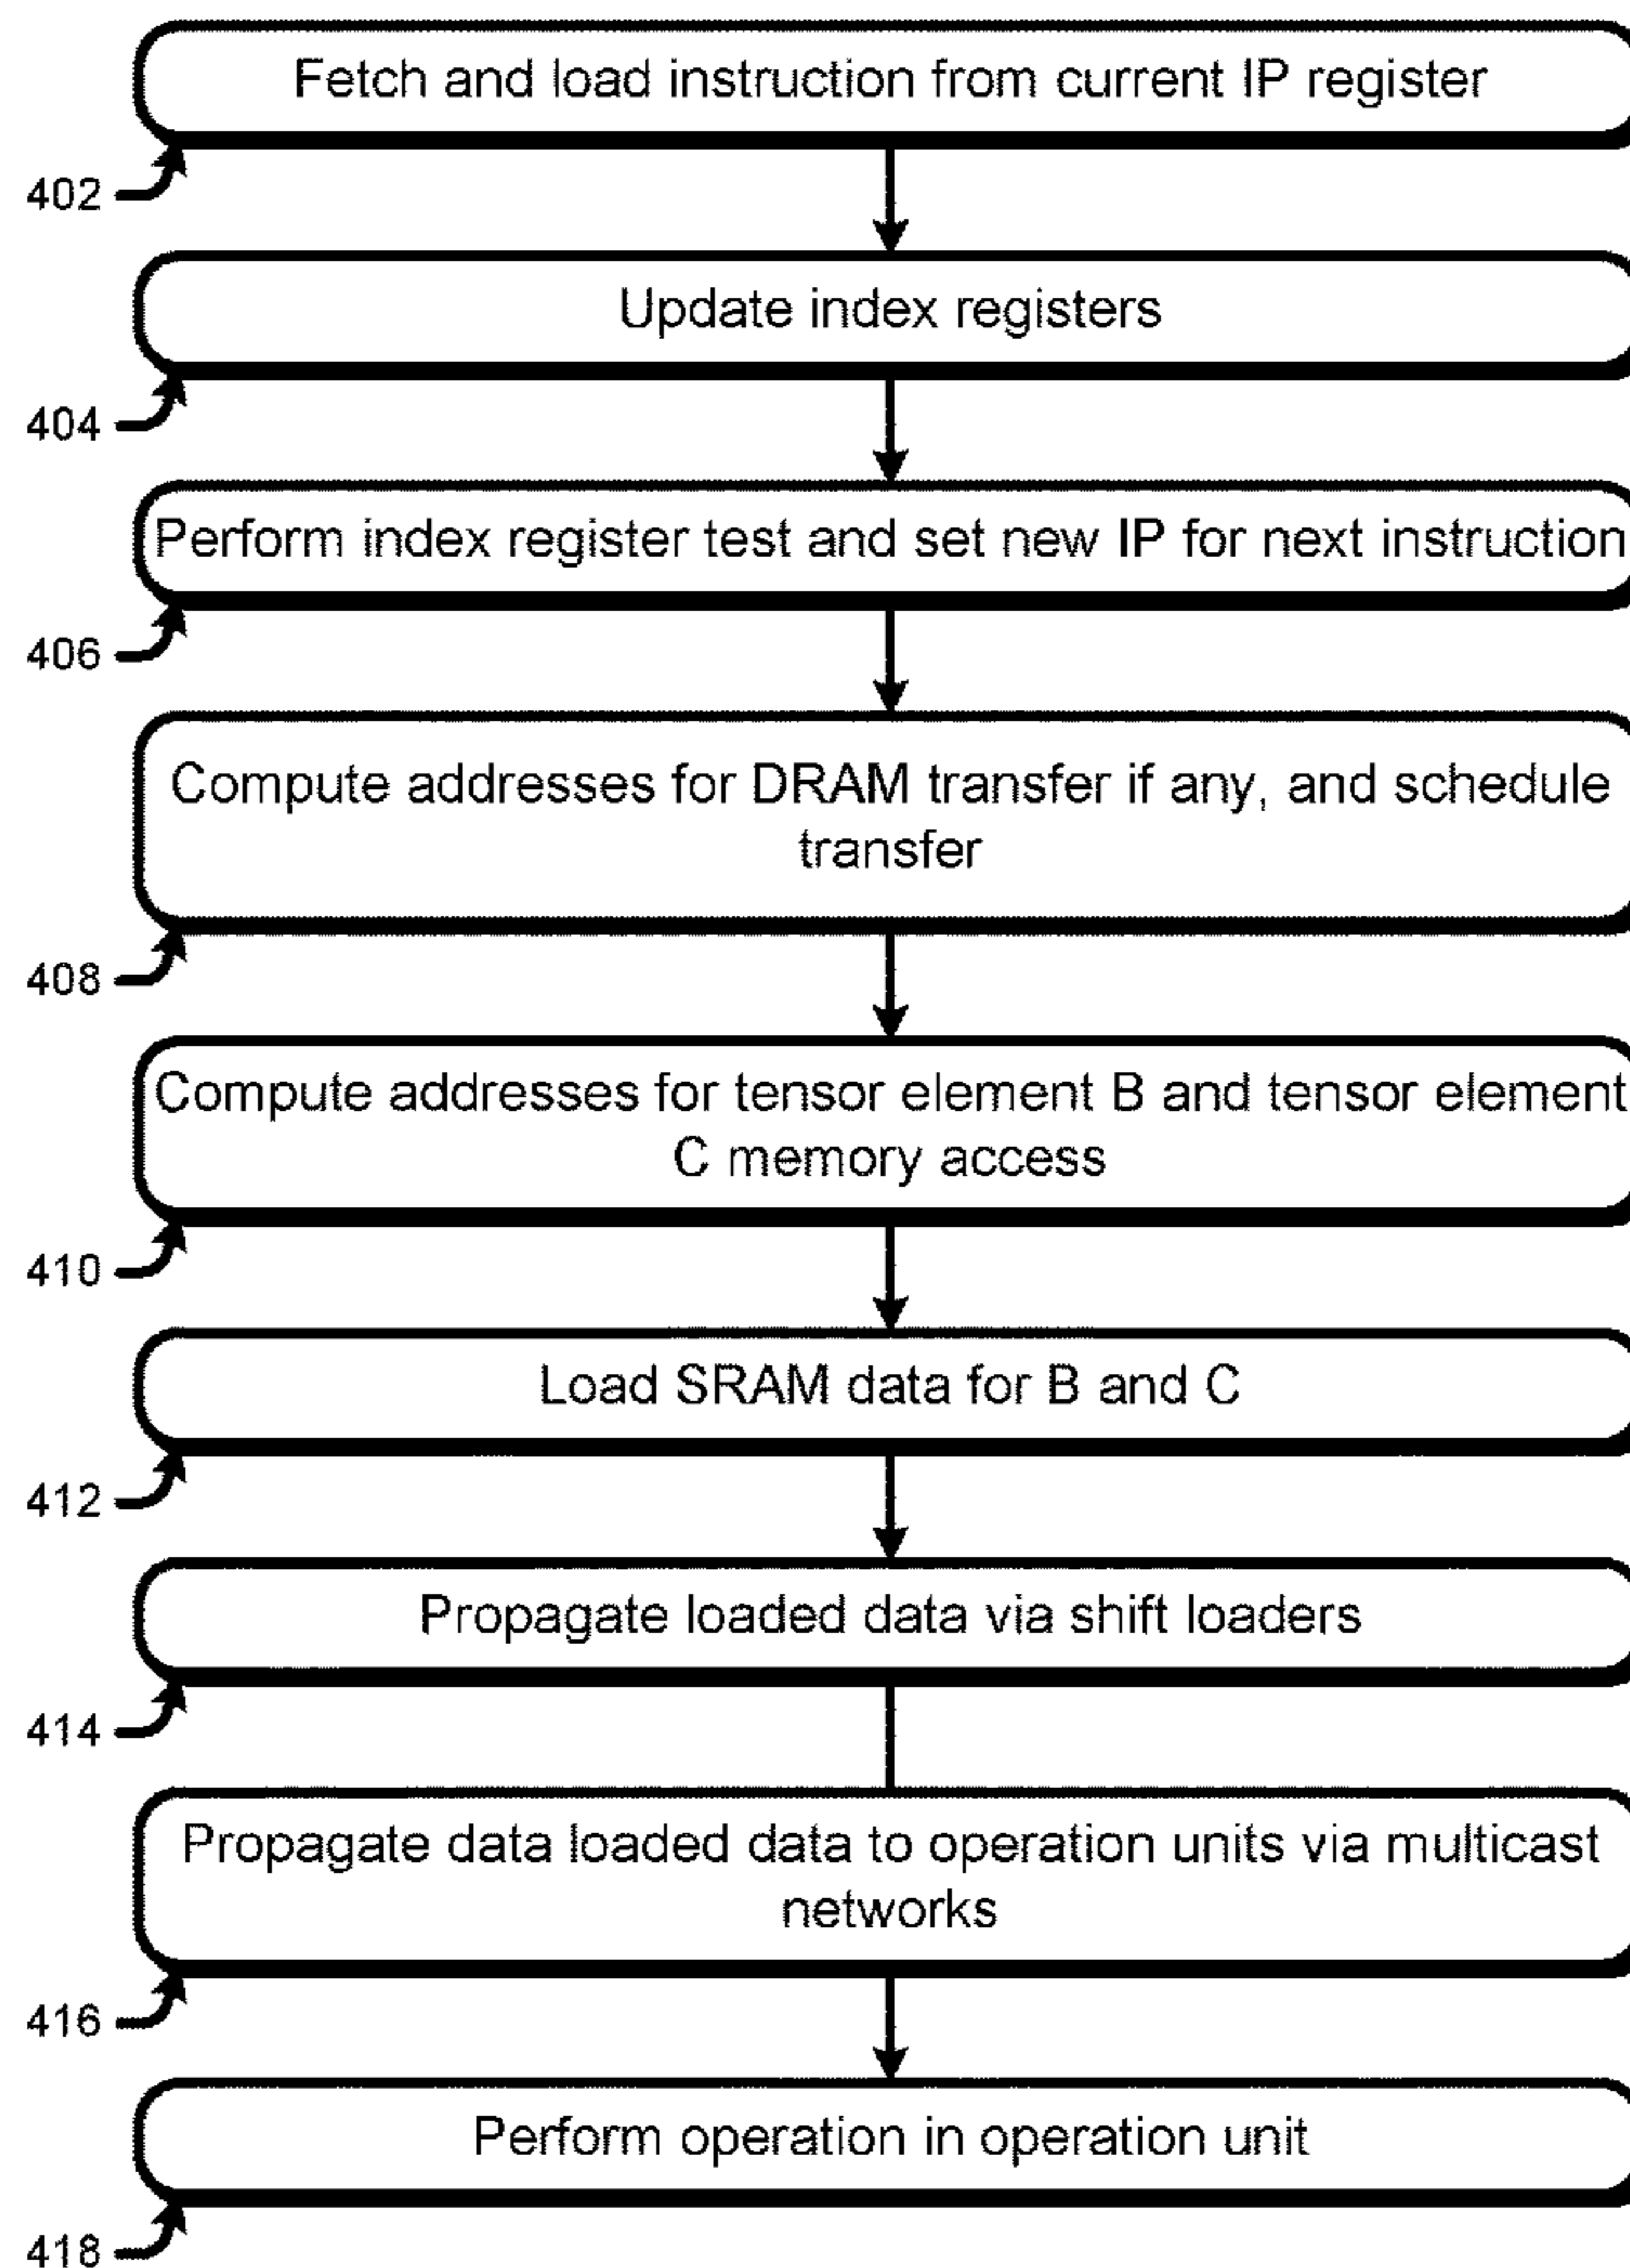 Fetch and load instruction from current IP register
402
Update index registers
404
Perform index register test and set new IP for next instruction
406
Compute addresses for DRAM transfer if any, and schedule
transfer
408
Compute addresses for tensor element B and tensor element
C memory access
410
Load SRAM data for B and C
412
Propagate loaded data via shift loaders
414
Propagate data loaded data to operation units via multicast
networks
416
Perform operation in operation unit
418